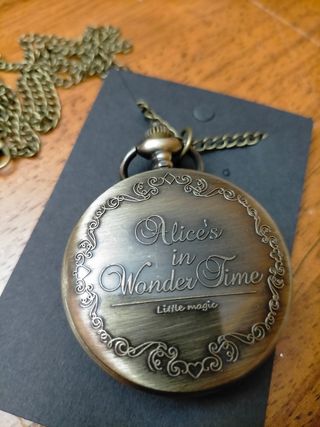 Alice's
in
Wonder Time
Little magic